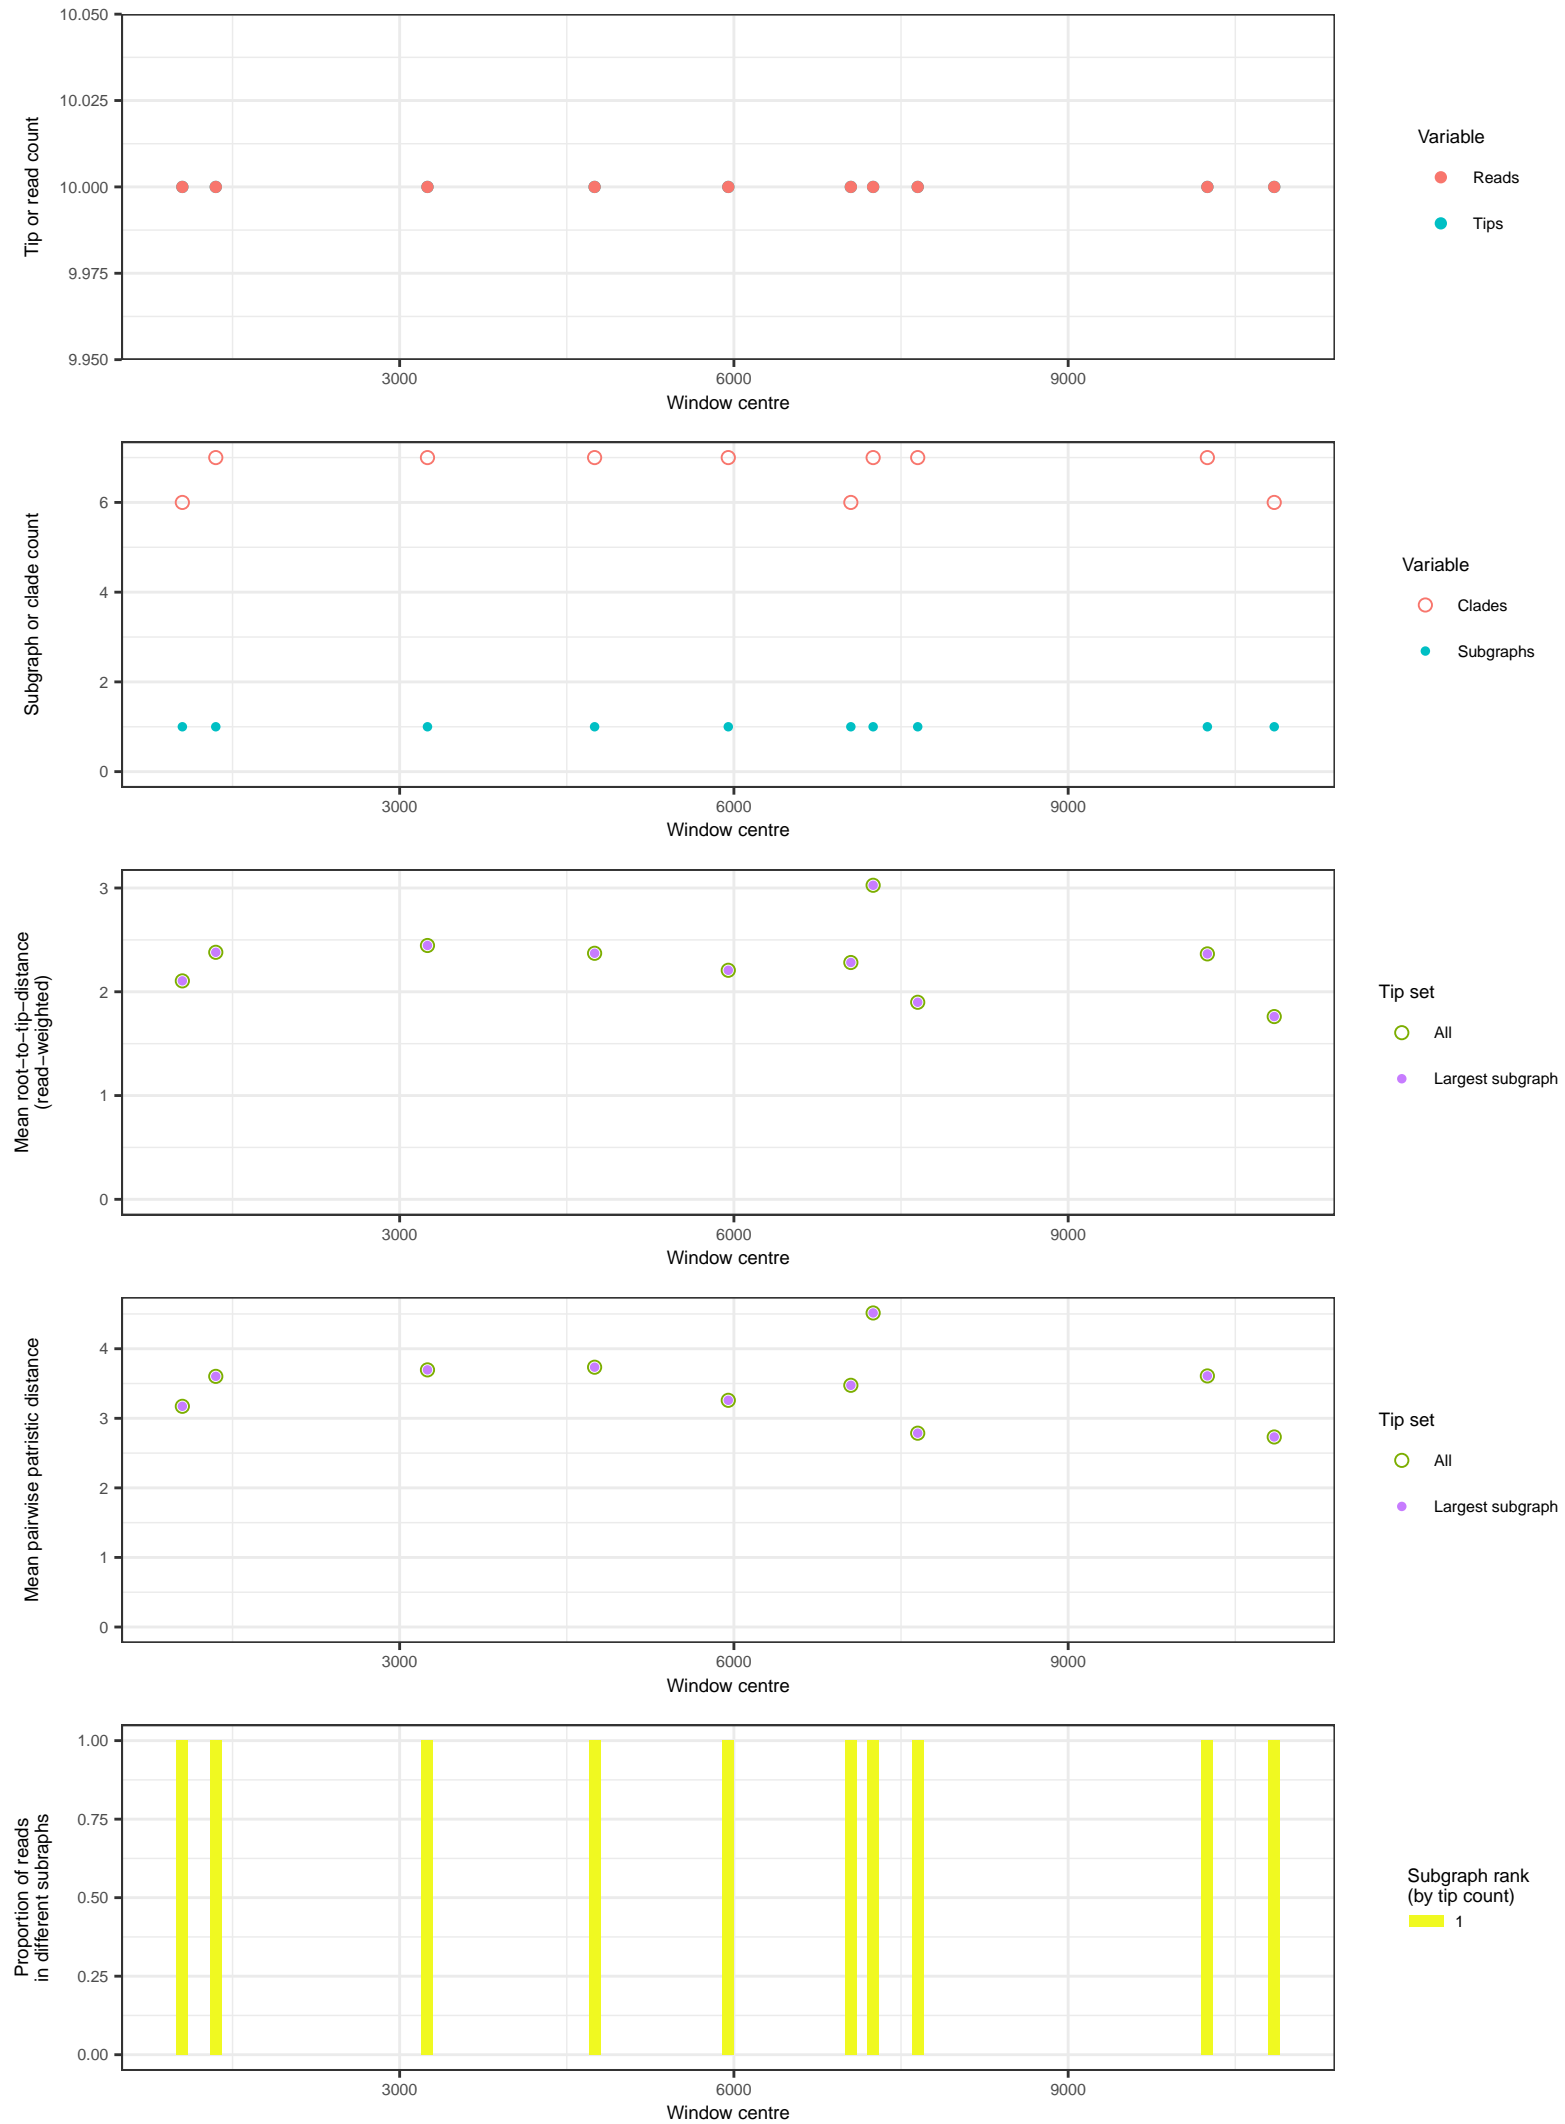 10.050
10.025
10.000
9.975
9.950
Tip or read count
3000 6000 9000
Window centre
Variable
Reads
Tips
6
4
2
0
Subgraph or clade count
3000 6000 9000
Window centre
Variable
Clades
Subgraphs
3
2
1
0
Mean root−to−tip−distance
(read−weighted)
3000 6000 9000
Window centre
Tip set
All
Largest subgraph
4
3
2
1
0
Mean pairwise patristic distance
3000 6000 9000
Window centre
Tip set
All
Largest subgraph
1.00
0.75
0.50
0.25
0.00
Proportion of reads
in different subraphs
3000 6000 9000
Window centre
Subgraph rank
(by tip count)
1